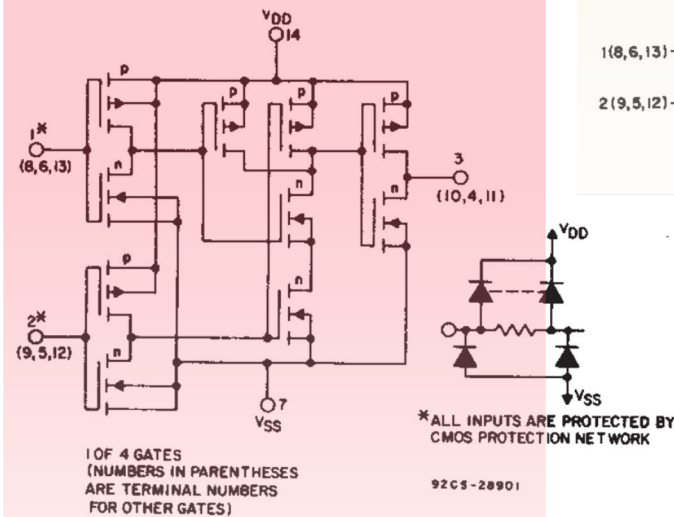 VDD
14
p
p
p
p
1*
(8,6,13)
n
n
n
3
(10,4,11)
p
n
2*
(9,5,12)
n
7
VSS
1 OF 4 GATES
(NUMBERS IN PARENTHESES
ARE TERMINAL NUMBERS
FOR OTHER GATES)
1(8,6,13)
2(9,5,12)
VDD
VSS
*ALL INPUTS ARE PROTECTED BY
CMOS PROTECTION NETWORK
92CS-28901